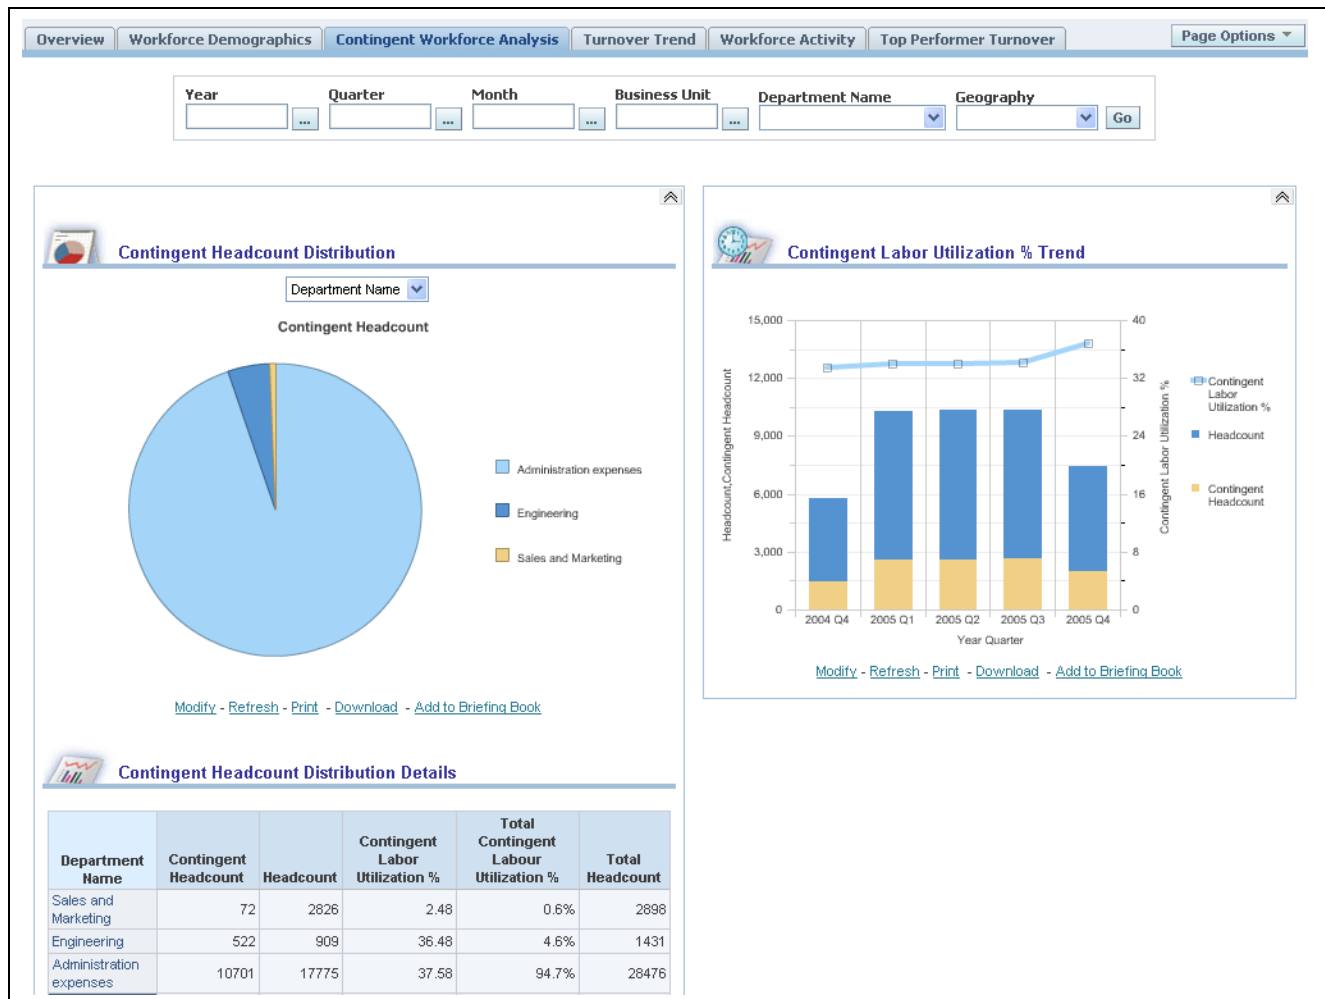 Overview Workforce Demographics Contingent Workforce Analysis Turnover Trend Workforce Activity Top Performer Turnover Page Options
Year Quarter Month Business Unit Department Name Geography
... ... ... ... Go
Contingent Headcount Distribution
Department Name
Contingent Headcount
Administration expenses
Engineering
Sales and Marketing
Modify - Refresh - Print - Download - Add to Briefing Book
Contingent Labor Utilization % Trend
15,000
12,000
9,000
6,000
3,000
0
Headcount,Contingent Headcount
40
32
24
16
8
0
Contingent Labor Utilization %
2004 Q4 2005 Q1 2005 Q2 2005 Q3 2005 Q4
Year Quarter
Contingent
Labor
Utilization %
Headcount
Contingent
Headcount
Modify - Refresh - Print - Download - Add to Briefing Book
Contingent Headcount Distribution Details
Department Name Contingent Headcount Headcount Contingent Labor Utilization % Total Contingent Labour Utilization % Total Headcount
Sales and Marketing 72 2826 2.48 0.6% 2898
Engineering 522 909 36.48 4.6% 1431
Administration expenses 10701 17775 37.58 94.7% 28476